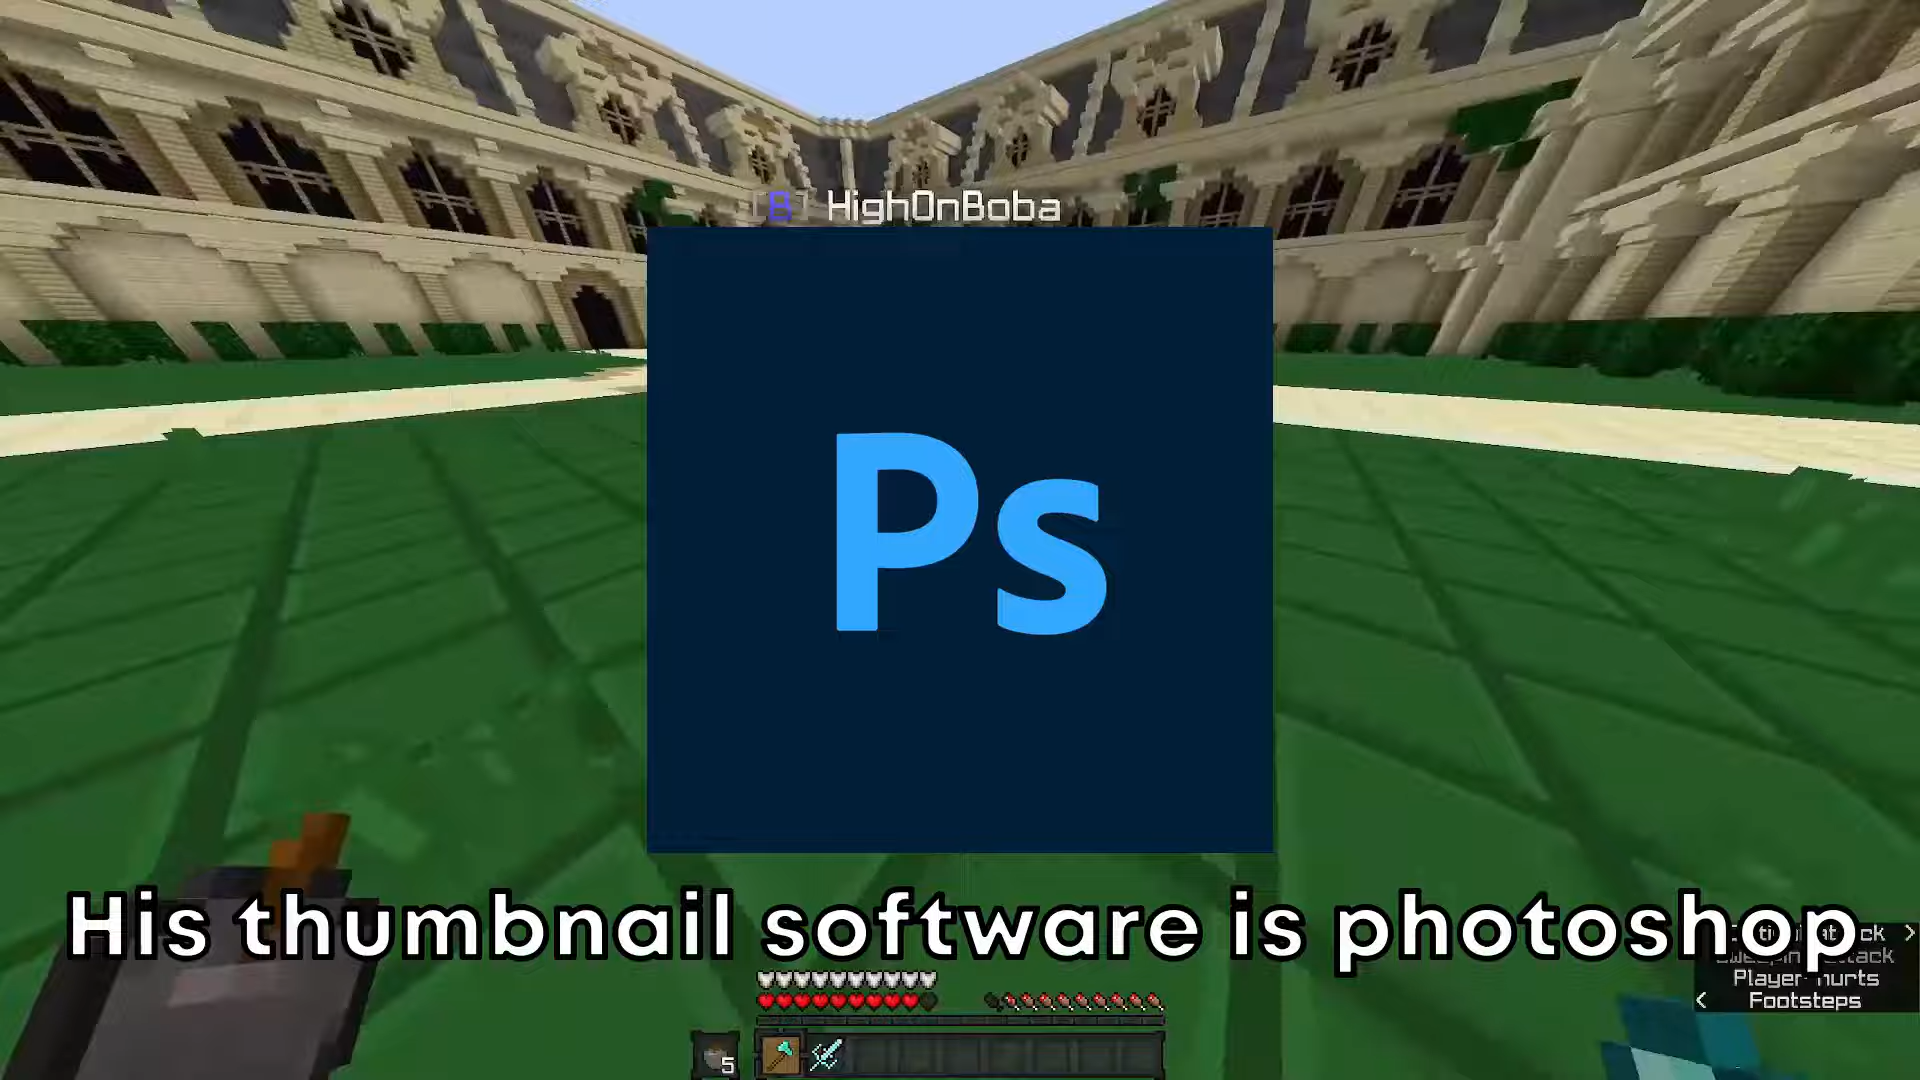 [B] HighOnBoba
Ps
His thumbnail software is photoshop
Player hurts
< Footsteps
5